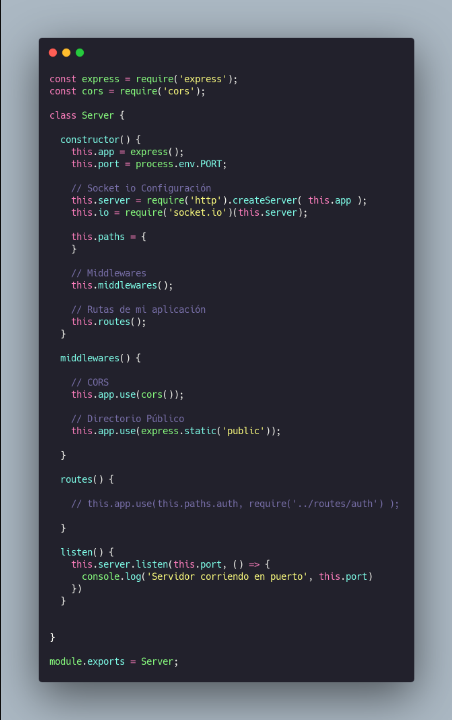 const express = require('express');
const cors = require('cors');
class Server {
constructor() {
this.app = express();
this.port = process.env.PORT;
// Socket io Configuración
this.server = require('http').createServer( this.app );
this.io = require('socket.io')(this.server);
this.paths = {
}
// Middlewares
this.middlewares();
// Rutas de mi aplicación
this.routes();
}
middlewares() {
// CORS
this.app.use(cors());
// Directorio Público
this.app.use(express.static('public'));
}
routes() {
// this.app.use(this.paths.auth, require('../routes/auth') );
}
listen() {
this.server.listen(this.port, () => {
console.log('Servidor corriendo en puerto', this.port)
})
}
}
module.exports = Server;